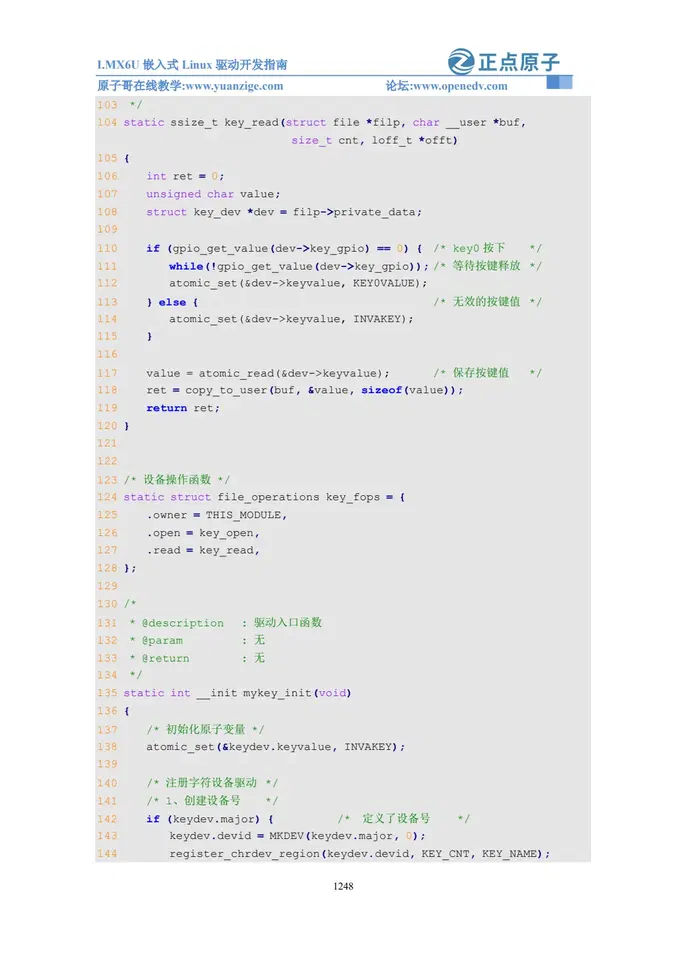 I.MX6U 嵌入式 Linux 驱动开发指南
正点原子
原子哥在线教学:www.yuanzige.com 论坛:www.openedv.com
103 */
104 static ssize_t key_read(struct file *filp, char __user *buf,
size_t cnt, loff_t *offt)
105 {
106 int ret = 0;
107 unsigned char value;
108 struct key_dev *dev = filp->private_data;
109
110 if (gpio_get_value(dev->key_gpio) == 0) { /* key0 按下 */
111 while(!gpio_get_value(dev->key_gpio)); /* 等待按键释放 */
112 atomic_set(&dev->keyvalue, KEY0VALUE);
113 } else { /* 无效的按键值 */
114 atomic_set(&dev->keyvalue, INVAKEY);
115 }
116
117 value = atomic_read(&dev->keyvalue); /* 保存按键值 */
118 ret = copy_to_user(buf, &value, sizeof(value));
119 return ret;
120 }
121
122
123 /* 设备操作函数 */
124 static struct file_operations key_fops = {
125 .owner = THIS_MODULE,
126 .open = key_open,
127 .read = key_read,
128 };
129
130 /*
131 * @description : 驱动入口函数
132 * @param : 无
133 * @return : 无
134 */
135 static int __init mykey_init(void)
136 {
137 /* 初始化原子变量 */
138 atomic_set(&keydev.keyvalue, INVAKEY);
139
140 /* 注册字符设备驱动 */
141 /* 1、创建设备号 */
142 if (keydev.major) { /* 定义了设备号 */
143 keydev.devid = MKDEV(keydev.major, 0);
144 register_chrdev_region(keydev.devid, KEY_CNT, KEY_NAME);
1248